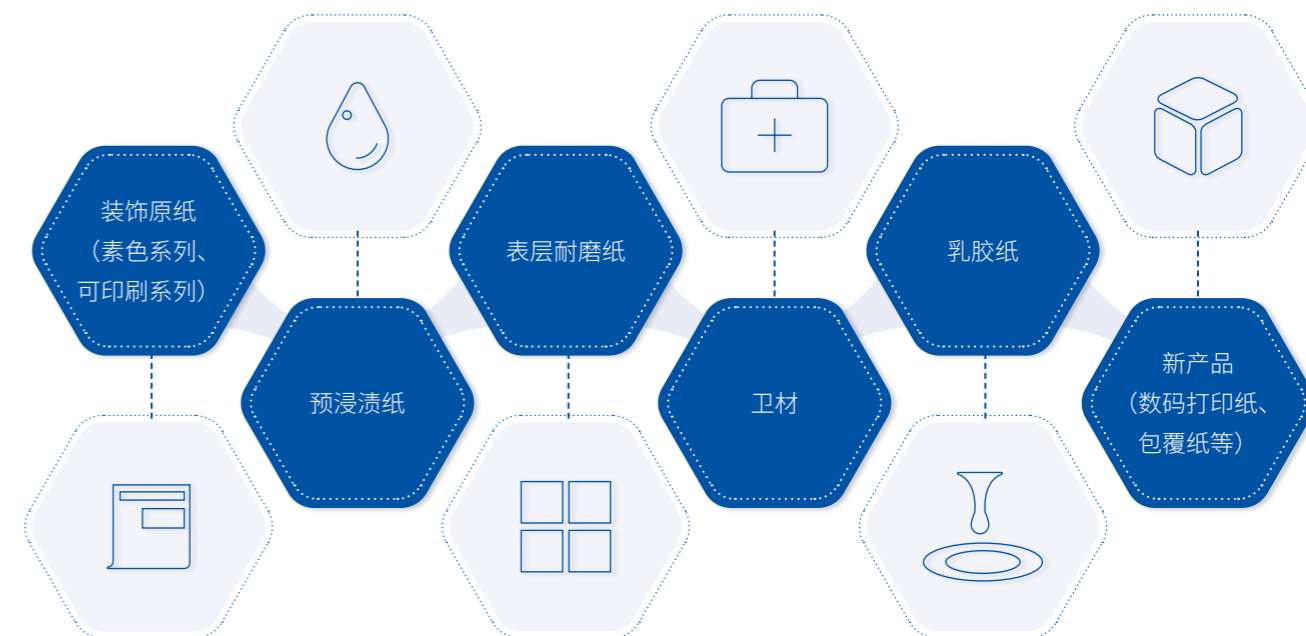 装饰原纸
（素色系列、
可印刷系列）
预浸渍纸
表层耐磨纸
卫材
乳胶纸
新产品
（数码打印纸、
包覆纸等）